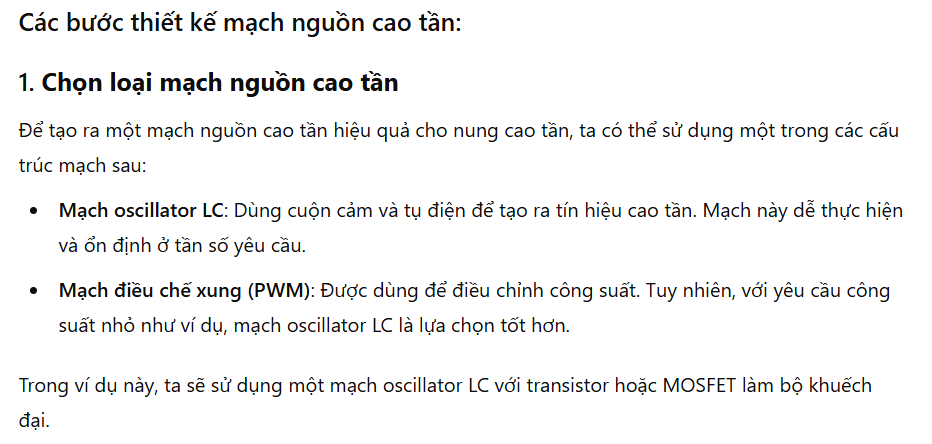 Các bước thiết kế mạch nguồn cao tần:
1. Chọn loại mạch nguồn cao tần
Để tạo ra một mạch nguồn cao tần hiệu quả cho nung cao tần, ta có thể sử dụng một trong các cấu
trúc mạch sau:
• Mạch oscillator LC: Dùng cuộn cảm và tụ điện để tạo ra tín hiệu cao tần. Mạch này dễ thực hiện
và ổn định ở tần số yêu cầu.
• Mạch điều chế xung (PWM): Được dùng để điều chỉnh công suất. Tuy nhiên, với yêu cầu công
suất nhỏ như ví dụ, mạch oscillator LC là lựa chọn tốt hơn.
Trong ví dụ này, ta sẽ sử dụng một mạch oscillator LC với transistor hoặc MOSFET làm bộ khuếch
đại.